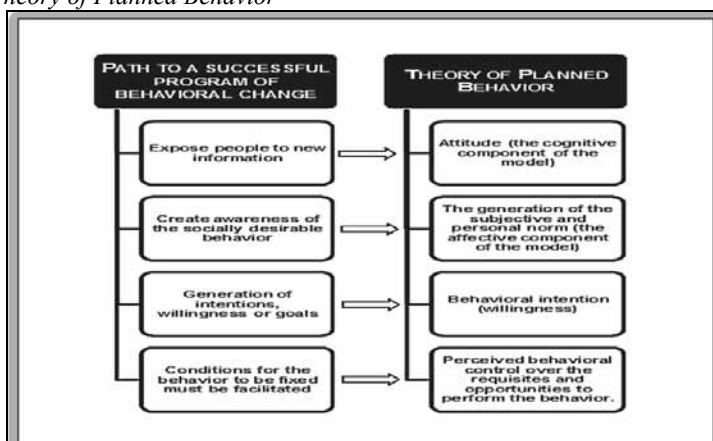 heory of Planned Behavior
PATH TO A SUCCESSFUL
PROGRAM OF
BEHAVIORAL CHANGE
THEORY OF PLANNED
BEHAVIOR
Expose people to new
information
Attitude (the cognitive
component of the
model)
Create awareness of
the socially desirable
behavior
The generation of the
subjective and
personal norm (the
affective component
of the model)
Generation of
intentions,
willingness or goals
Behavioral intention
(willingness)
Conditions for the
behavior to be fixed
must be facilitated
Perceived behavioral
control over the
requisites and
opportunities to
perform the behavior.